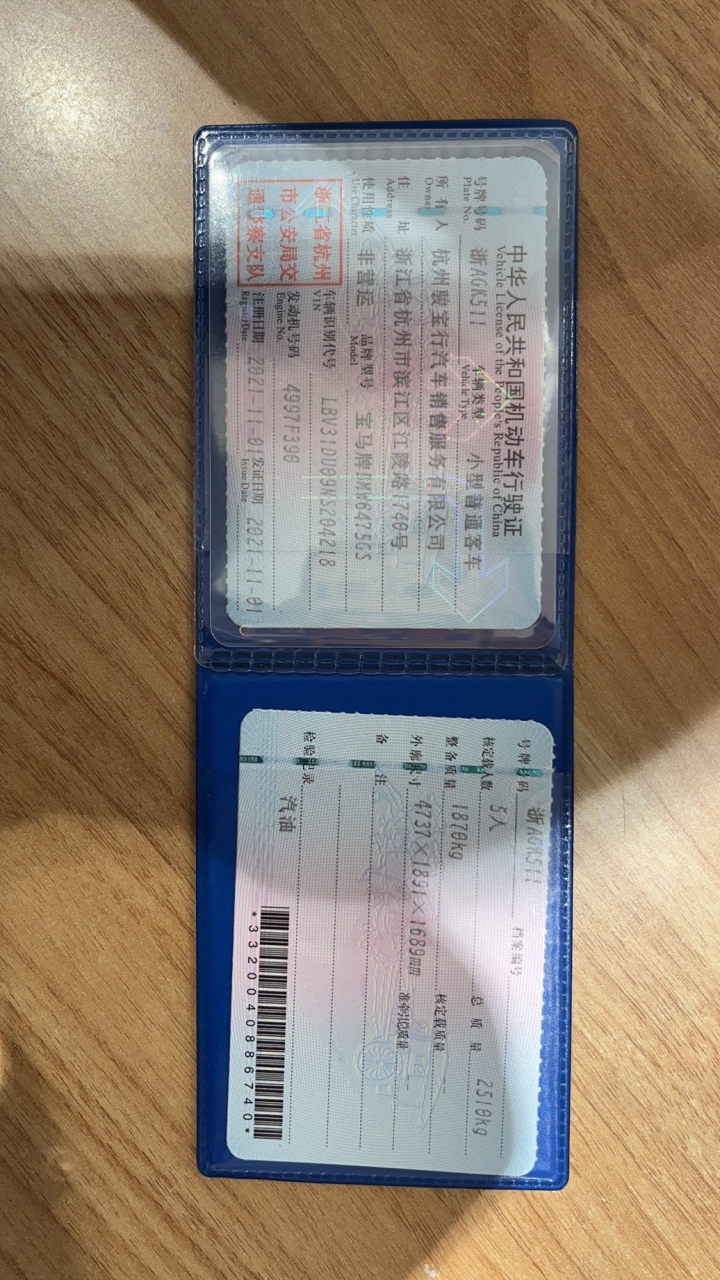 中华人民共和国机动车行驶证
Vehicle License of the People's Republic of China
号牌号码 浙AGK511 车辆类型 小型普通客车
Plate No. Vehicle Type
所有人 杭州骏宝行汽车销售服务有限公司
Owner
住 址 浙江省杭州市滨江区江陵路1740号
Address
使用性质 非营运 品牌型号 宝马牌BMW6475GS
Use Character Model
浙江省杭州
市公安局交
通警察支队
车辆识别代号 LBV31DU09NS204218
VIN
发动机号码 4997F390
Engine No.
注册日期 2021-11-01 发证日期 2021-11-01
Register Date Issue Date
号牌号码 浙AGK511 档案编号
核定载人数 5人 总质量 2510kg
整备质量 1870kg 核定载质量 --
外廓尺寸 4737×1891×1689mm 准牵引总质量 --
备 注
检验记录
汽油
*3320040886740*